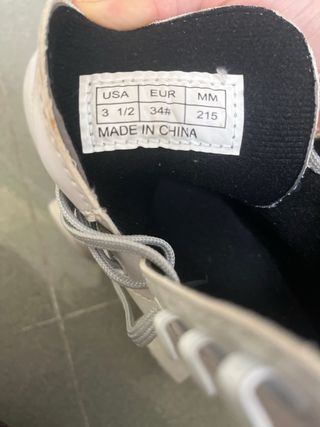 USA EUR MM
3 1/2 34# 215
MADE IN CHINA